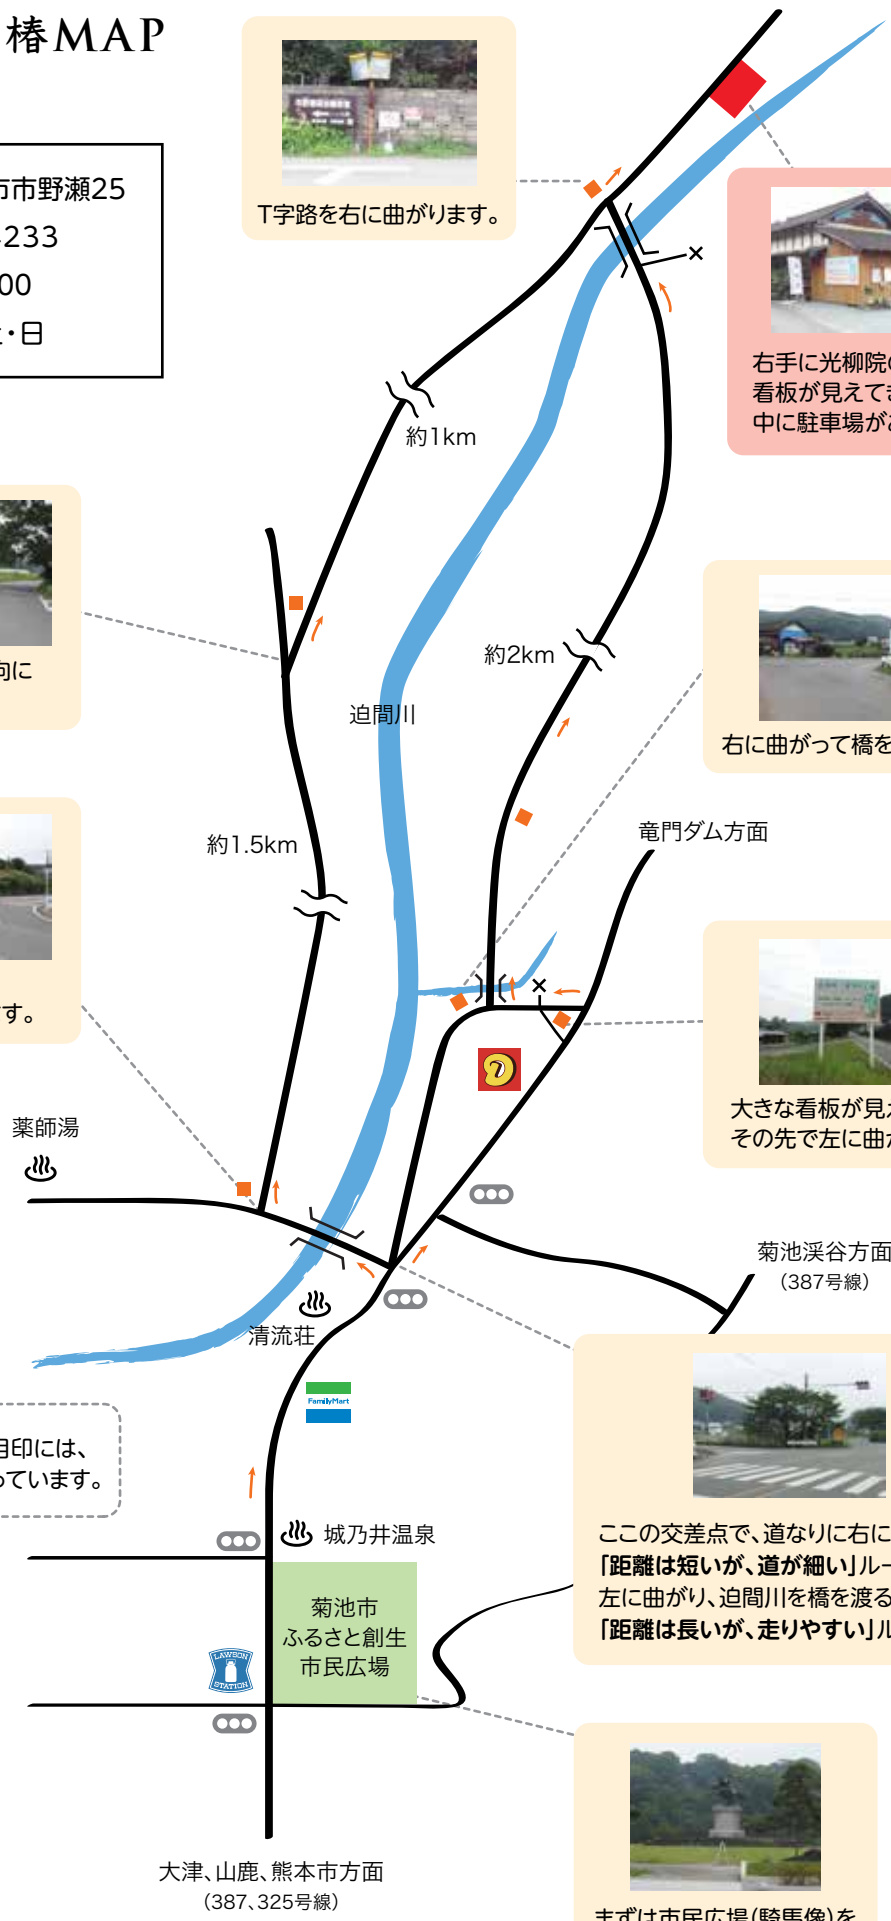 椿MAP
市市野瀬25
233
00
・日
T字路を右に曲がります。
右手に光柳院の
看板が見えて
中に駐車場が
約1km
向に
約2km
迫間川
右に曲がって橋を
約1.5km
竜門ダム方面
す。
大きな看板が見え
その先で左に曲が
薬師湯
菊池渓谷方面
（387号線）
清流荘
FamilyMart
目印には、
っています。
城乃井温泉
ここの交差点で、道なりに右に
「距離は短いが、道が細い」ルー
左に曲がり、迫間川を橋を渡る
「距離は長いが、走りやすい」ル
菊池市
ふるさと創生
市民広場
LAWSON
STATION
大津、山鹿、熊本市方面
（387、325号線）
まずは市民広場（騎馬像）を